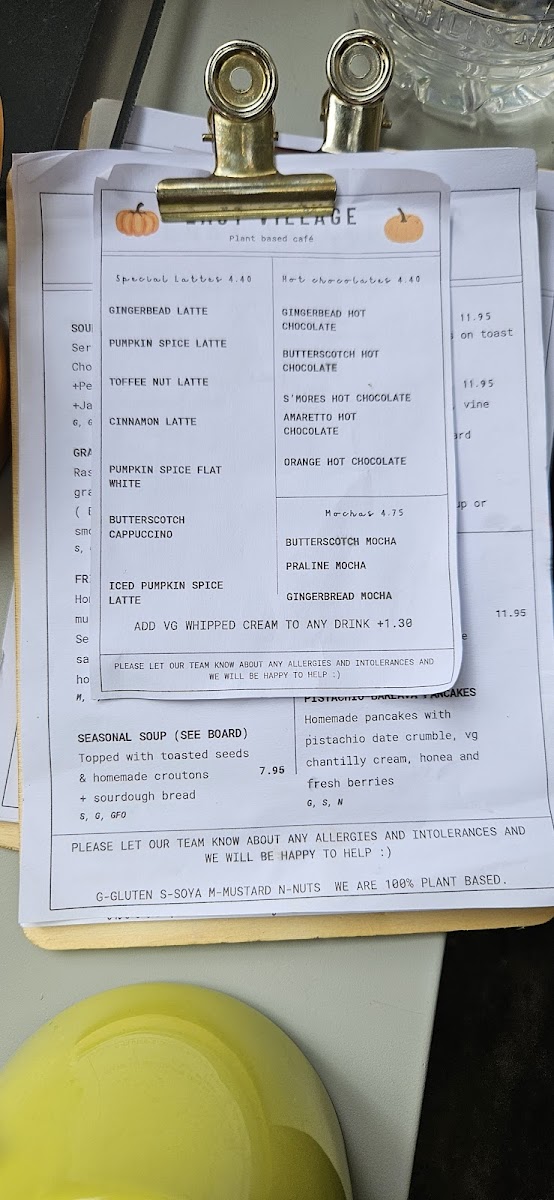 VILLAGE
Plant based café
Special Lattes 4.40
GINGERBEAD LATTE
PUMPKIN SPICE LATTE
TOFFEE NUT LATTE
CINNAMON LATTE
PUMPKIN SPICE FLAT
WHITE
BUTTERSCOTCH
CAPPUCCINO
ICED PUMPKIN SPICE
LATTE
Hot chocolates 4.40
GINGERBEAD HOT
CHOCOLATE
BUTTERSCOTCH HOT
CHOCOLATE
S'MORES HOT CHOCOLATE
AMARETTO HOT
CHOCOLATE
ORANGE HOT CHOCOLATE
Mochas 4.75
BUTTERSCOTCH MOCHA
PRALINE MOCHA
GINGERBREAD MOCHA
ADD VG WHIPPED CREAM TO ANY DRINK +1.30
PLEASE LET OUR TEAM KNOW ABOUT ANY ALLERGIES AND INTOLERANCES AND
WE WILL BE HAPPY TO HELP :)
11.95
on toast
11.95
vine
up or
11.95
SEASONAL SOUP (SEE BOARD)
Topped with toasted seeds
& homemade croutons 7.95
+ sourdough bread
S, G, GFO
PISTACHIO BAKLAVA PANCAKES
Homemade pancakes with
pistachio date crumble, vg
chantilly cream, honea and
fresh berries
G, S, N
PLEASE LET OUR TEAM KNOW ABOUT ANY ALLERGIES AND INTOLERANCES AND
WE WILL BE HAPPY TO HELP :)
G-GLUTEN S-SOYA M-MUSTARD N-NUTS WE ARE 100% PLANT BASED.